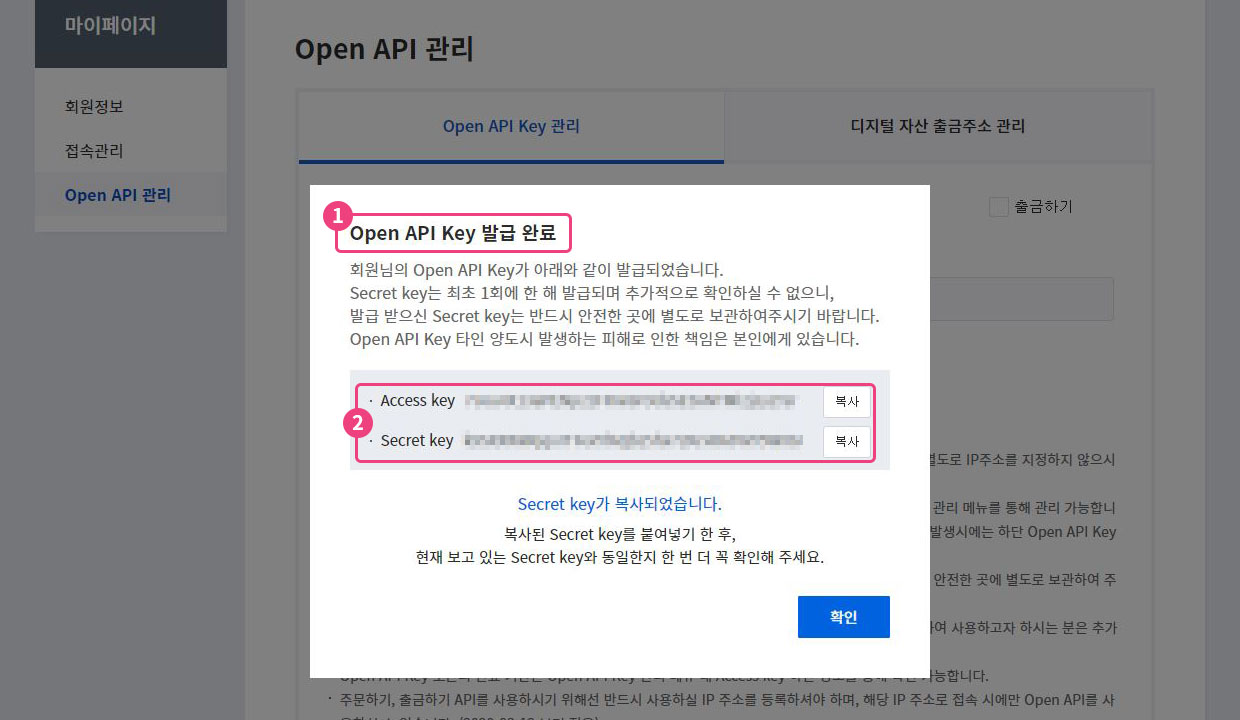 마이페이지
회원정보
접속관리
Open API 관리
Open API 관리
Open API Key 관리
디지털 자산 출금주소 관리
출금하기
1
Open API Key 발급 완료
회원님의 Open API Key가 아래와 같이 발급되었습니다.
Secret key는 최초 1회에 한 해 발급되며 추가적으로 확인하실 수 없으니,
발급 받으신 Secret key는 반드시 안전한 곳에 별도로 보관하여주시기 바랍니다.
Open API Key 타인 양도시 발생하는 피해로 인한 책임은 본인에게 있습니다.
2
· Access key 복사
· Secret key 복사
Secret key가 복사되었습니다.
복사된 Secret key를 붙여넣기 한 후,
현재 보고 있는 Secret key와 동일한지 한 번 더 꼭 확인해 주세요.
확인
별도로 IP주소를 지정하지 않으시
관리 메뉴를 통해 관리 가능합니
발생시에는 하단 Open API Key
안전한 곳에 별도로 보관하여 주
사용하고자 하시는 분은 추가
가능합니다.
· 주문하기, 출금하기 API를 사용하시기 위해선 반드시 사용하실 IP 주소를 등록하셔야 하며, 해당 IP 주소로 접속 시에만 Open API를 사